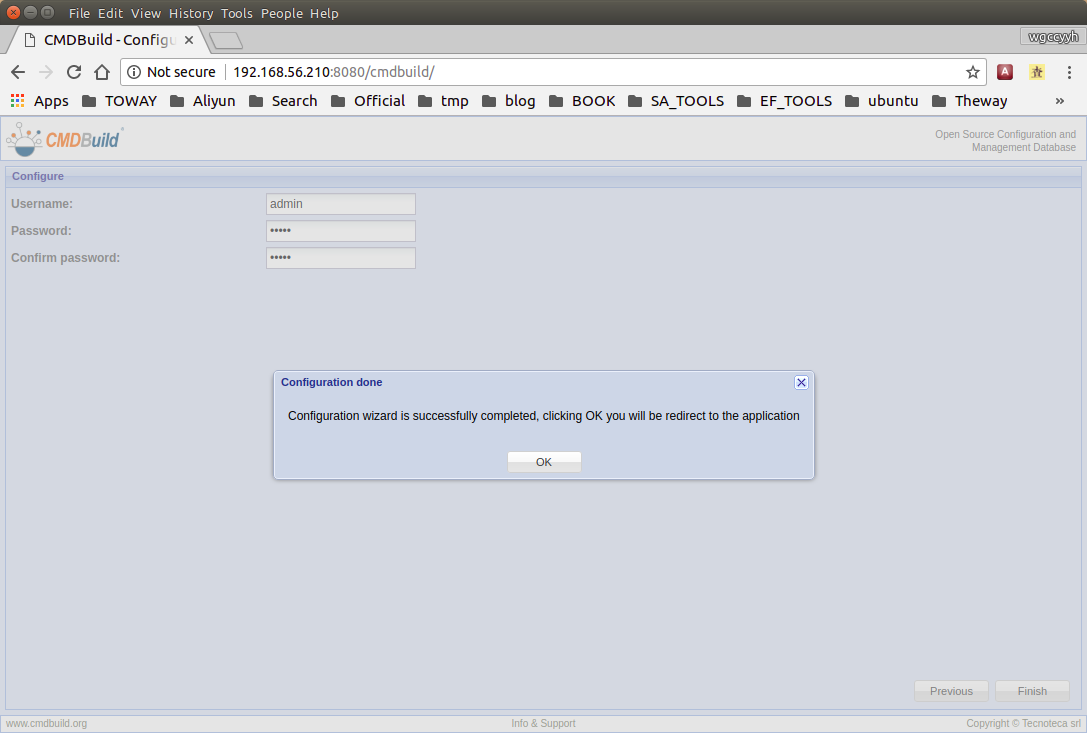 File Edit View History Tools People Help
CMDBuild - Config
wgccyyh
Not secure 192.168.56.210:8080/cmdbuild/
Apps TOWAY Aliyun Search Official tmp blog BOOK SA_TOOLS EF_TOOLS ubuntu Theway »
CMDBuild
Open Source Configuration and
Management Database
Configure
Username: admin
Password: •••••
Confirm password: •••••
Configuration done
Configuration wizard is successfully completed, clicking OK you will be redirect to the application
OK
Previous Finish
www.cmdbuild.org Info & Support Copyright © Tecnoteca srl